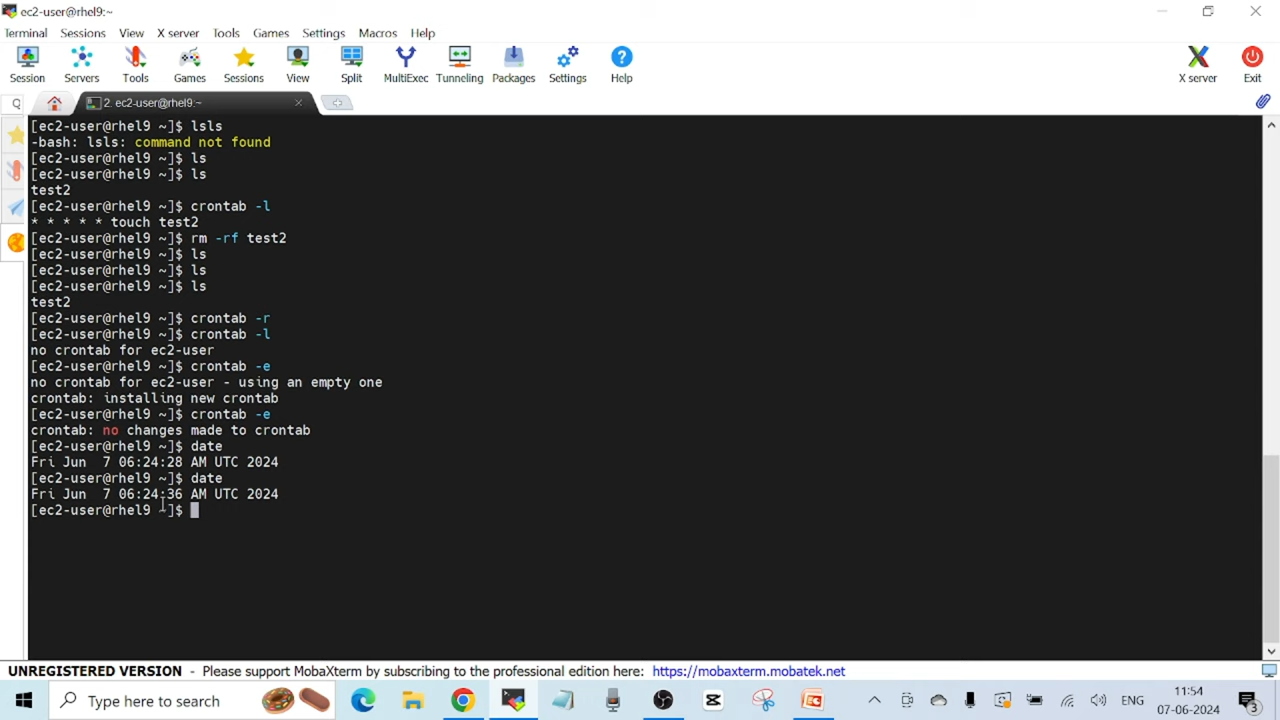 ec2-user@rhel9:~
Terminal Sessions View X server Tools Games Settings Macros Help
Session Servers Tools Games Sessions View Split MultiExec Tunneling Packages Settings Help X server Exit
2. ec2-user@rhel9:~
[ec2-user@rhel9 ~]$ lsls
-bash: lsls: command not found
[ec2-user@rhel9 ~]$ ls
[ec2-user@rhel9 ~]$ ls
test2
[ec2-user@rhel9 ~]$ crontab -l
* * * * * touch test2
[ec2-user@rhel9 ~]$ rm -rf test2
[ec2-user@rhel9 ~]$ ls
[ec2-user@rhel9 ~]$ ls
[ec2-user@rhel9 ~]$ ls
test2
[ec2-user@rhel9 ~]$ crontab -r
[ec2-user@rhel9 ~]$ crontab -l
no crontab for ec2-user
[ec2-user@rhel9 ~]$ crontab -e
no crontab for ec2-user - using an empty one
crontab: installing new crontab
[ec2-user@rhel9 ~]$ crontab -e
crontab: no changes made to crontab
[ec2-user@rhel9 ~]$ date
Fri Jun  7 06:24:28 AM UTC 2024
[ec2-user@rhel9 ~]$ date
Fri Jun  7 06:24:36 AM UTC 2024
[ec2-user@rhel9 ~]$
UNREGISTERED VERSION - Please support MobaXterm by subscribing to the professional edition here: https://mobaxterm.mobatek.net
Type here to search
ENG
11:54
07-06-2024
3